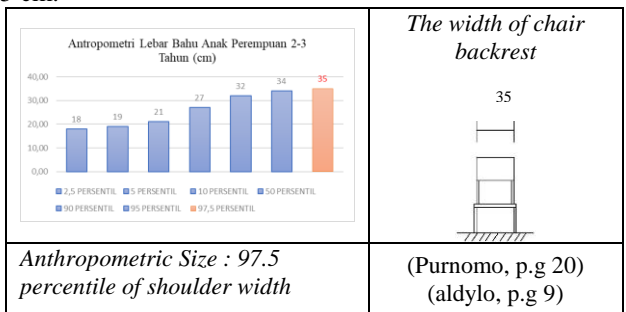 Antropometri Lebar Bahu Anak Perempuan 2-3
Tahun (cm)
40,00
30,00
20,00
10,00
0,00
18
19
21
27
32
34
35
2,5 PERSENTIL 5 PERSENTIL 10 PERSENTIL 50 PERSENTIL
90 PERSENTIL 95 PERSENTIL 97,5 PERSENTIL
The width of chair
backrest
35
Anthropometric Size : 97.5
percentile of shoulder width
(Purnomo, p.g 20)
(aldylo, p.g 9)